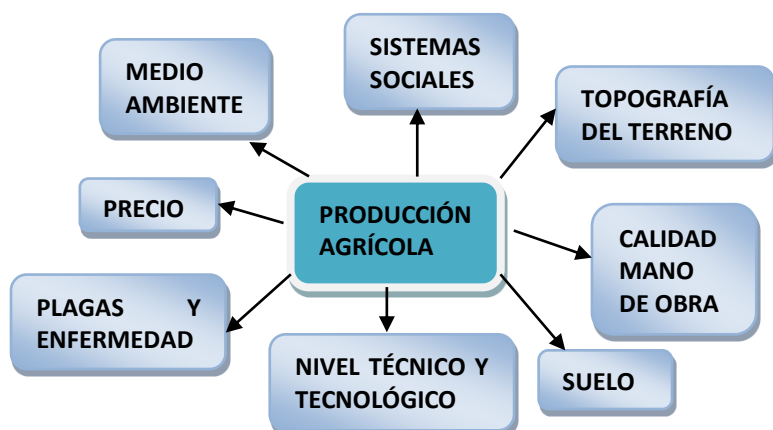 SISTEMAS
SOCIALES
MEDIO
AMBIENTE
TOPOGRAFÍA
DEL TERRENO
PRECIO
PRODUCCIÓN
AGRÍCOLA
CALIDAD
MANO
DE OBRA
PLAGAS Y
ENFERMEDAD
NIVEL TÉCNICO Y
TECNOLÓGICO
SUELO